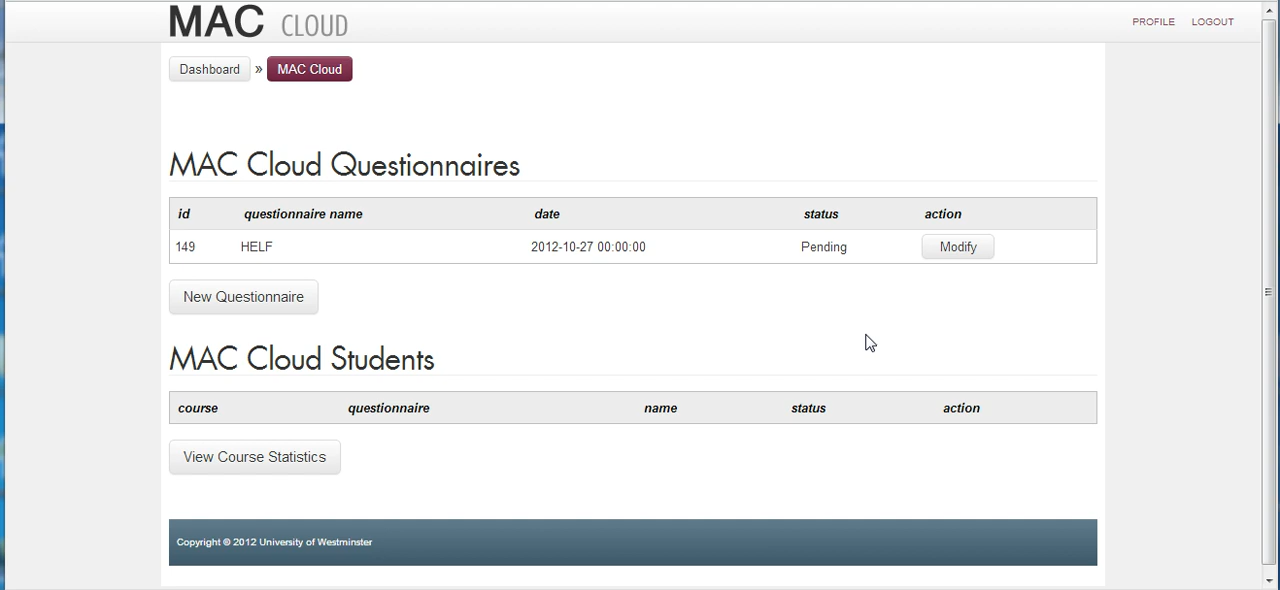 MAC CLOUD
PROFILE LOGOUT
Dashboard » MAC Cloud
MAC Cloud Questionnaires
id questionnaire name date status action
149 HELF 2012-10-27 00:00:00 Pending Modify
New Questionnaire
MAC Cloud Students
course questionnaire name status action
View Course Statistics
Copyright © 2012 University of Westminster